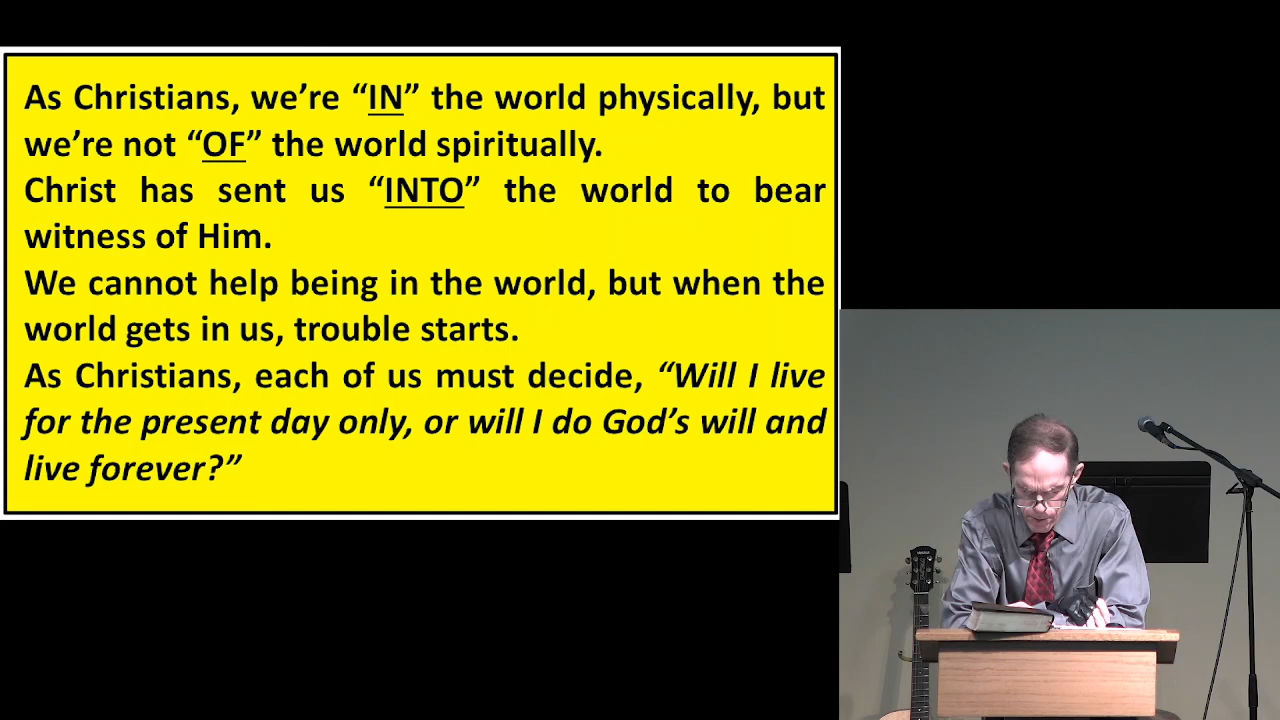 As Christians, we’re “IN” the world physically, but
we’re not “OF” the world spiritually.
Christ has sent us “INTO” the world to bear
witness of Him.
We cannot help being in the world, but when the
world gets in us, trouble starts.
As Christians, each of us must decide, “Will I live
for the present day only, or will I do God’s will and
live forever?”